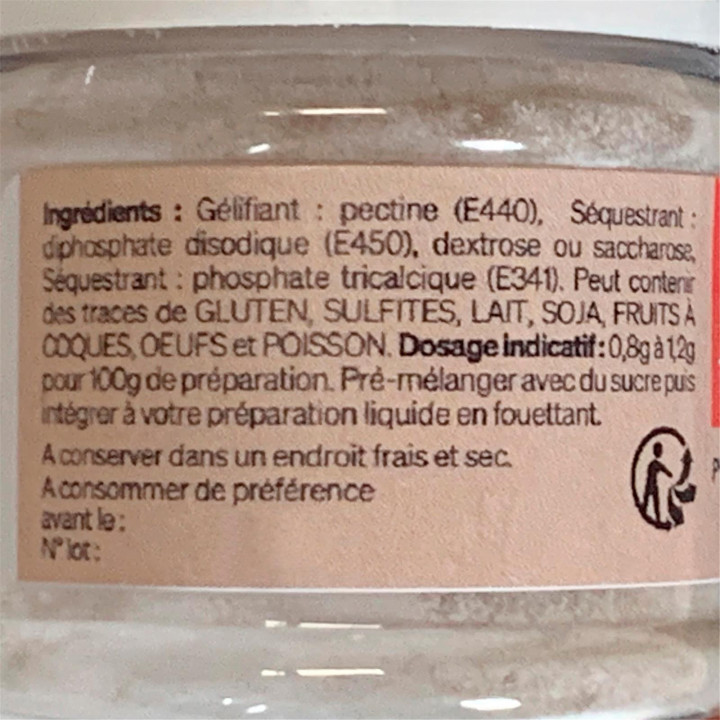 Ingrédients : Gélifiant : pectine (E440), Séquestrant :
diphosphate disodique (E450), dextrose ou saccharose,
Séquestrant : phosphate tricalcique (E341). Peut contenir
des traces de GLUTEN, SULFITES, LAIT, SOJA, FRUITS À
COQUES, OEUFS et POISSON. Dosage indicatif : 0,8g à 1,2g
pour 100g de préparation. Pré-mélanger avec du sucre puis
intégrer à votre préparation liquide en fouettant.
A conserver dans un endroit frais et sec.
A consommer de préférence
avant le :
N° lot :